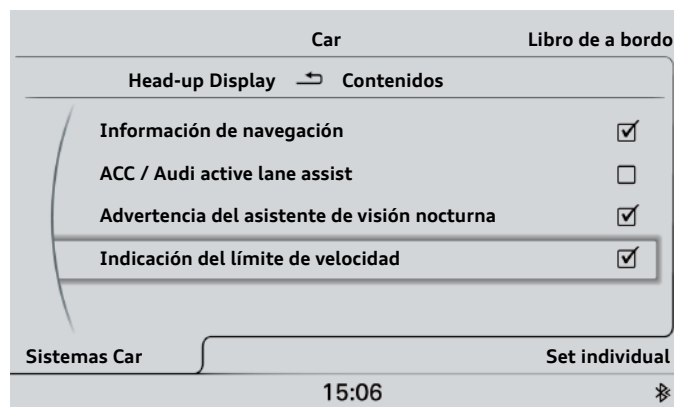 Car Libro de a bordo
Head-up Display Contenidos
Información de navegación
ACC / Audi active lane assist
Advertencia del asistente de visión nocturna
Indicación del límite de velocidad
Sistemas Car Set individual
15:06